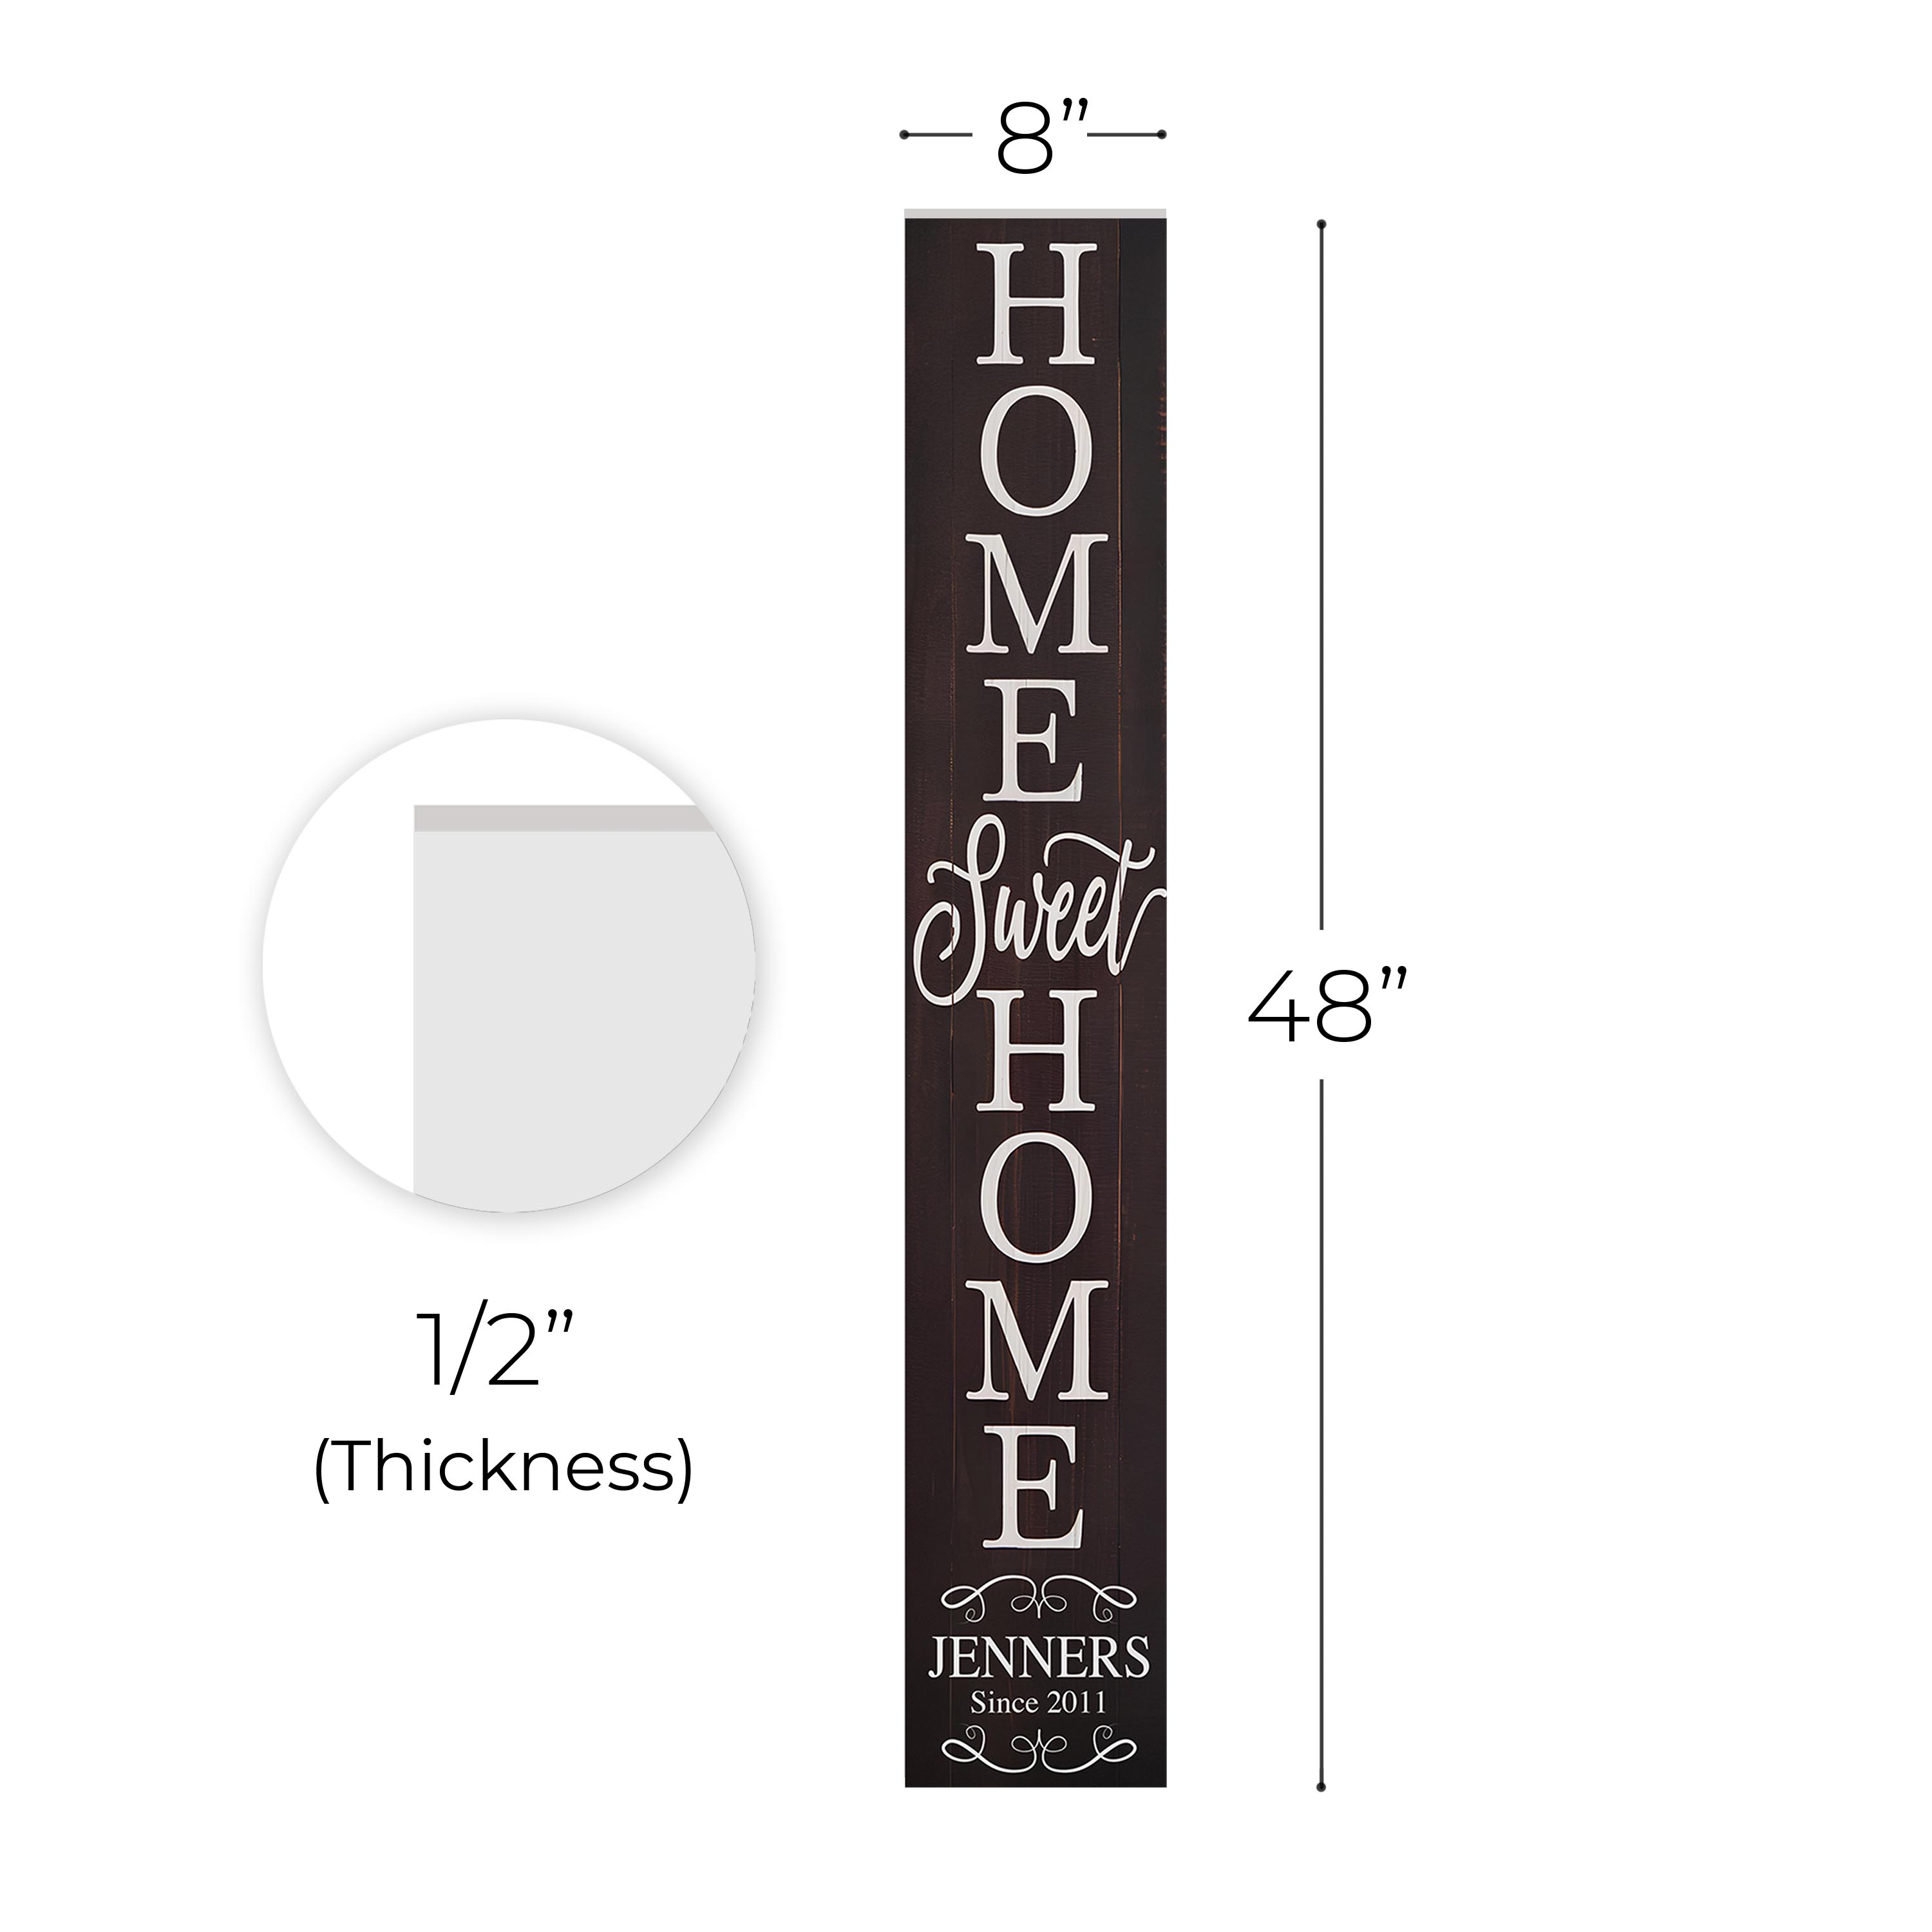 8”
H
O
M
E
Sweet
H
O
M
E
JENNERS
Since 2011
48”
1/2”
(Thickness)